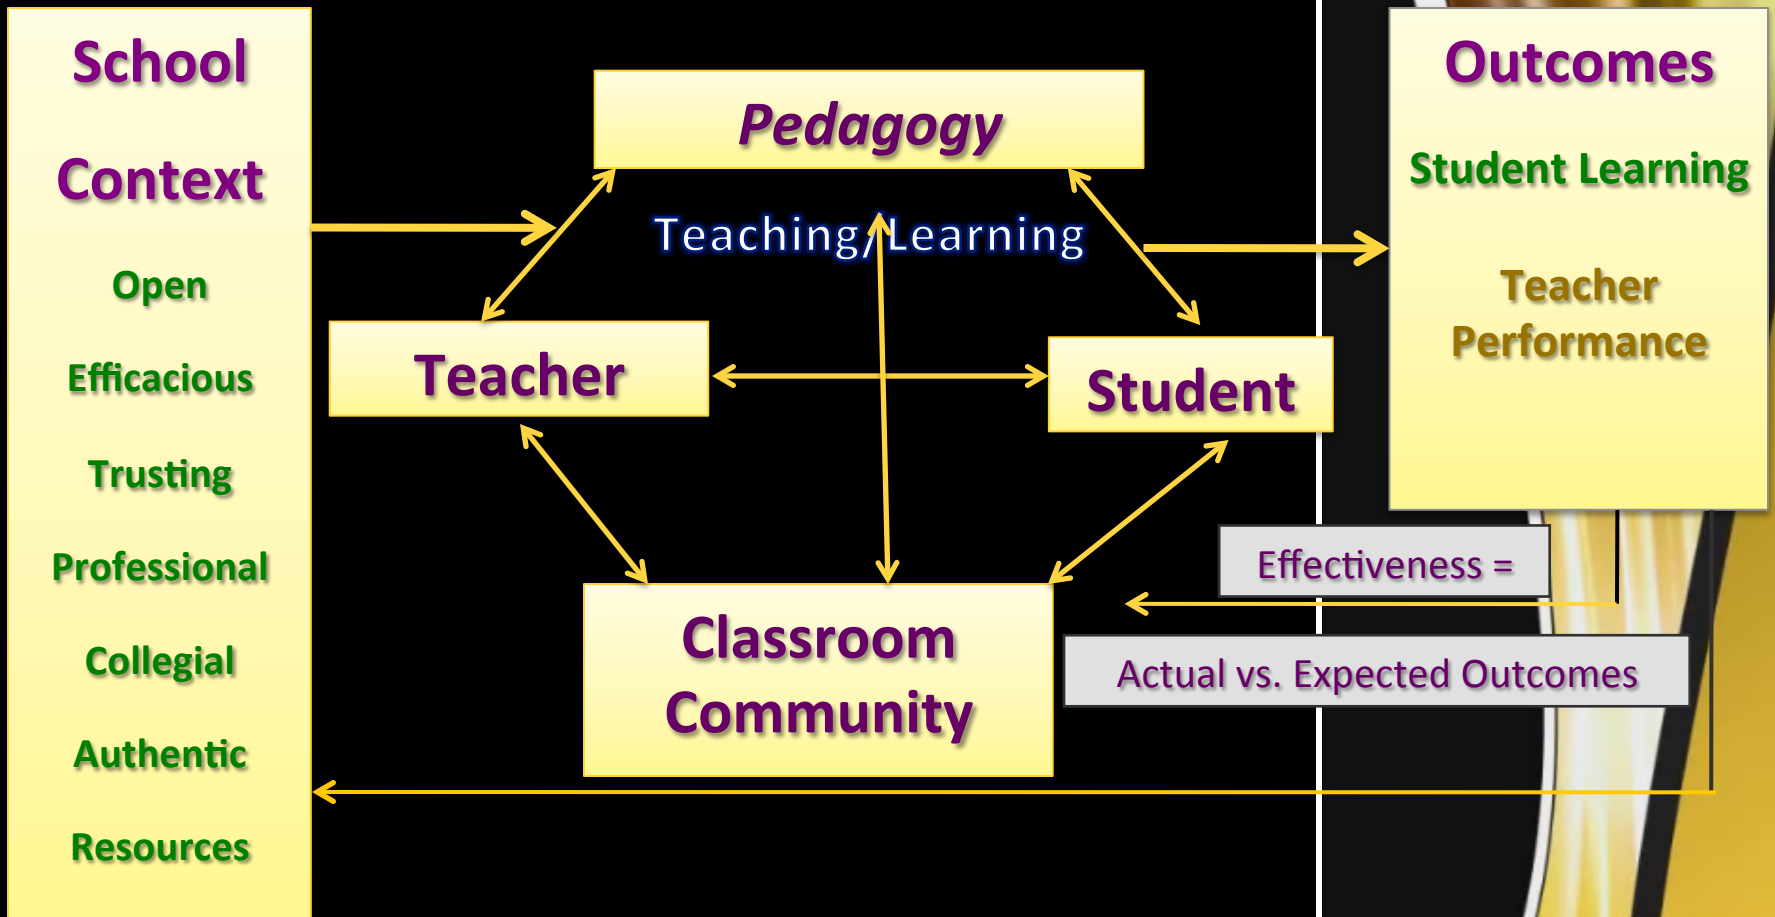 School
Context
Open
Efficacious
Trusting
Professional
Collegial
Authentic
Resources
Pedagogy
Teaching/Learning
Teacher
Student
Classroom
Community
Outcomes
Student Learning
Teacher
Performance
Effectiveness =
Actual vs. Expected Outcomes